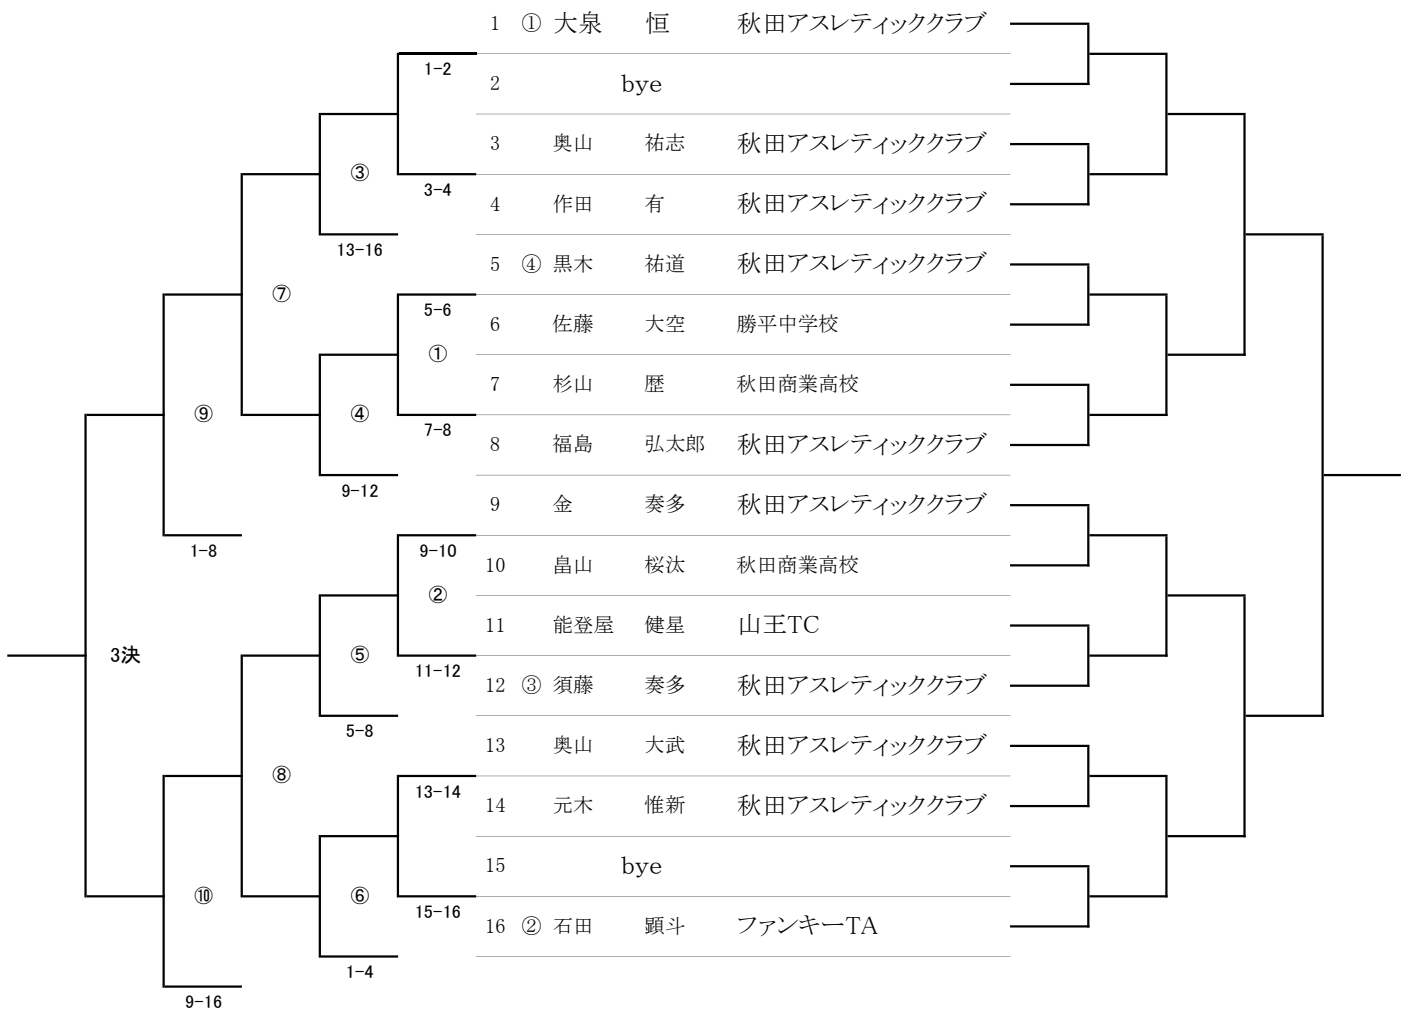 1 ① 大泉 恒 秋田アスレティッククラブ
1-2
2 bye
3 奥山 祐志 秋田アスレティッククラブ
③
3-4
4 作田 有 秋田アスレティッククラブ
13-16
5 ④ 黒木 祐道 秋田アスレティッククラブ
⑦
5-6
6 佐藤 大空 勝平中学校
①
7 杉山 歴 秋田商業高校
⑨ ④
7-8
8 福島 弘太郎 秋田アスレティッククラブ
9-12
9 金 奏多 秋田アスレティッククラブ
1-8 9-10
10 畠山 桜汰 秋田商業高校
②
11 能登屋 健星 山王TC
3決 ⑤
11-12
12 ③ 須藤 奏多 秋田アスレティッククラブ
5-8
13 奥山 大武 秋田アスレティッククラブ
⑧
13-14
14 元木 惟新 秋田アスレティッククラブ
15 bye
⑩ ⑥
15-16
16 ② 石田 顕斗 ファンキーTA
1-4
9-16